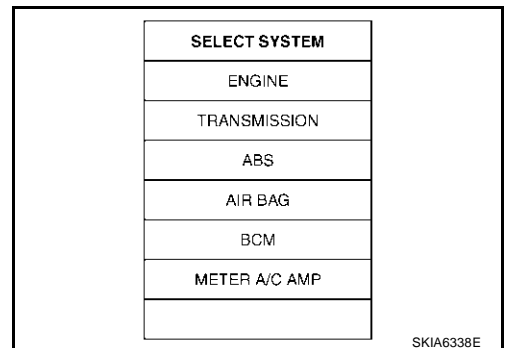 SELECT SYSTEM
ENGINE
TRANSMISSION
ABS
AIR BAG
BCM
METER A/C AMP
SKIA6338E